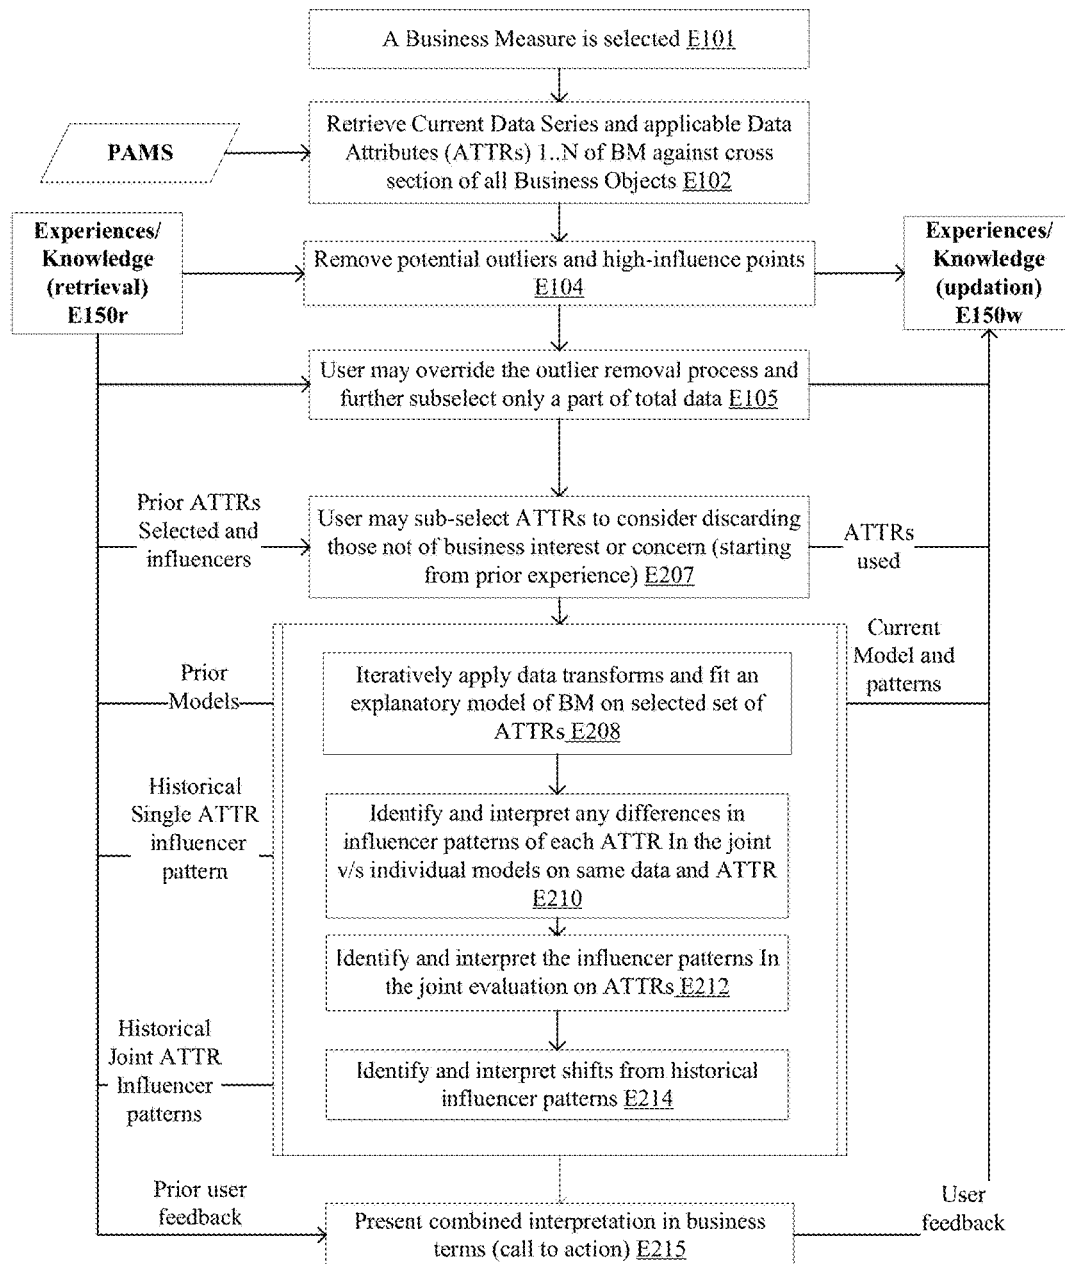 A Business Measure is selected E101
PAMS
Retrieve Current Data Series and applicable Data
Attributes (ATTRs) 1..N of BM against cross
section of all Business Objects E102
Experiences/
Knowledge
(retrieval)
E150r
Remove potential outliers and high-influence points
E104
Experiences/
Knowledge
(updation)
E150w
User may override the outlier removal process and
further subselect only a part of total data E105
Prior ATTRs
Selected and
influencers
User may sub-select ATTRs to consider discarding
those not of business interest or concern (starting
from prior experience) E207
ATTRs
used
Prior
Models
Iteratively apply data transforms and fit an
explanatory model of BM on selected set of
ATTRs E208
Current
Model and
patterns
Historical
Single ATTR
influencer
pattern
Identify and interpret any differences in
influencer patterns of each ATTR In the joint
v/s individual models on same data and ATTR
E210
Identify and interpret the influencer patterns In
the joint evaluation on ATTRs E212
Historical
Joint ATTR
Influencer
patterns
Identify and interpret shifts from historical
influencer patterns E214
Prior user
feedback
Present combined interpretation in business
terms (call to action) E215
User
feedback